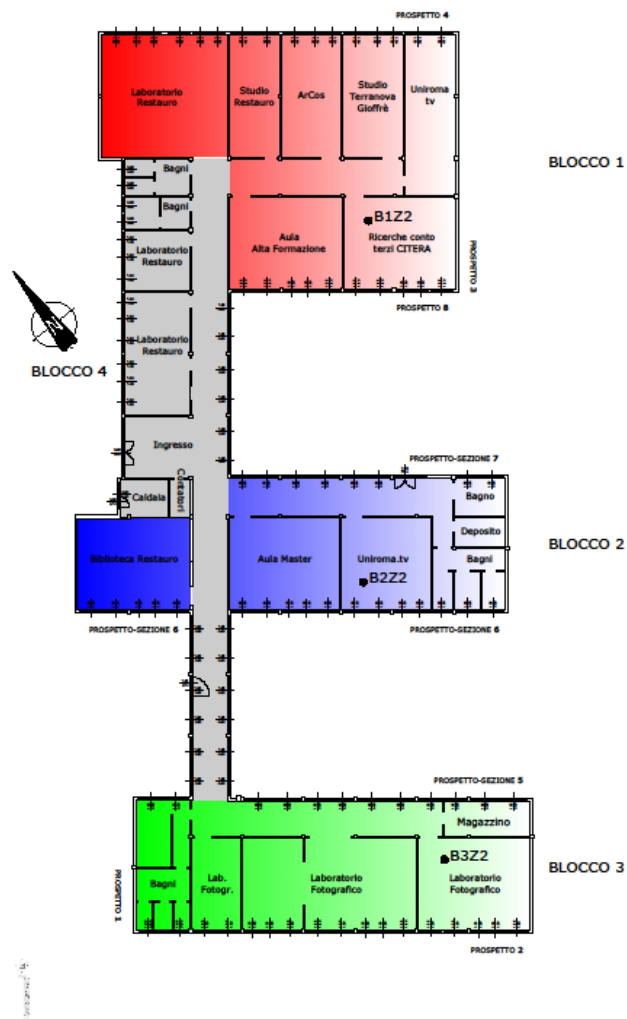 PROSPETTO 4
Laboratorio
Restauro
Studio
Restauro
ArCos
Studio
Terranova
Gioffrè
Uniroma
tv
BLOCCO 1
Bagni
Bagni
B1Z2
Aula
Alta Formazione
Ricerche conto
terzi CITERA
Laboratorio
Restauro
PROSPETTO 3
PROSPETTO 8
Laboratorio
Restauro
BLOCCO 4
Ingresso
PROSPETTO-SEZIONE 7
Caldaia
Contatori
Bagno
Deposito
BLOCCO 2
Biblioteca Restauro
Aula Master
Uniroma.tv
Bagni
B2Z2
PROSPETTO-SEZIONE 6
PROSPETTO-SEZIONE 6
PROSPETTO-SEZIONE 5
Magazzino
B3Z2
BLOCCO 3
Bagni
Lab.
Fotogr.
Laboratorio
Fotografico
Laboratorio
Fotografico
PROSPETTO 1
PROSPETTO 2